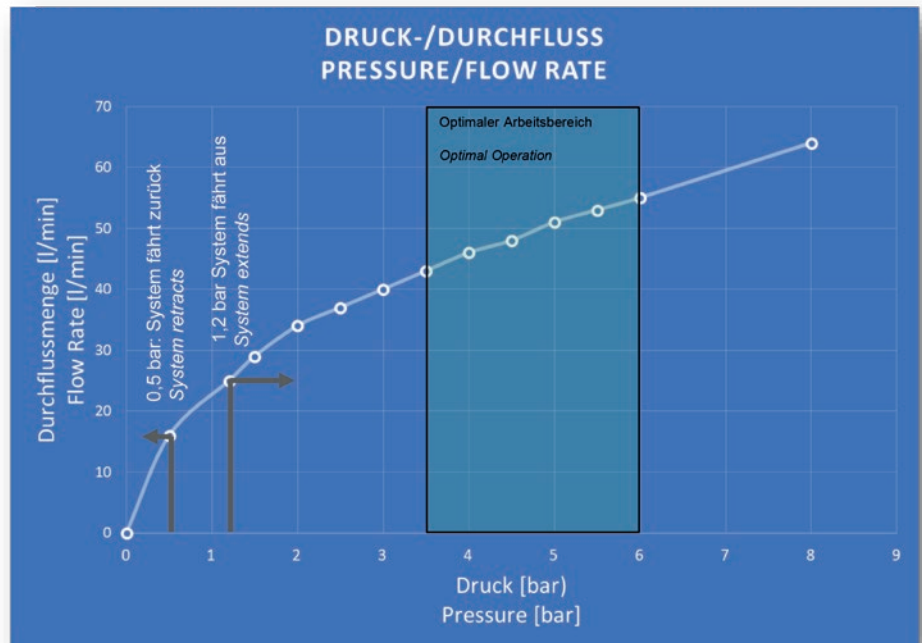 DRUCK-/DURCHFLUSS
PRESSURE/FLOW RATE
Durchflussmenge [l/min]
Flow Rate [l/min]
70
60
50
40
30
20
10
0
0,5 bar: System fährt zurück
System retracts
1,2 bar System fährt aus
System extends
Optimaler Arbeitsbereich
Optimal Operation
0 1 2 3 4 5 6 7 8 9
Druck [bar)
Pressure [bar]